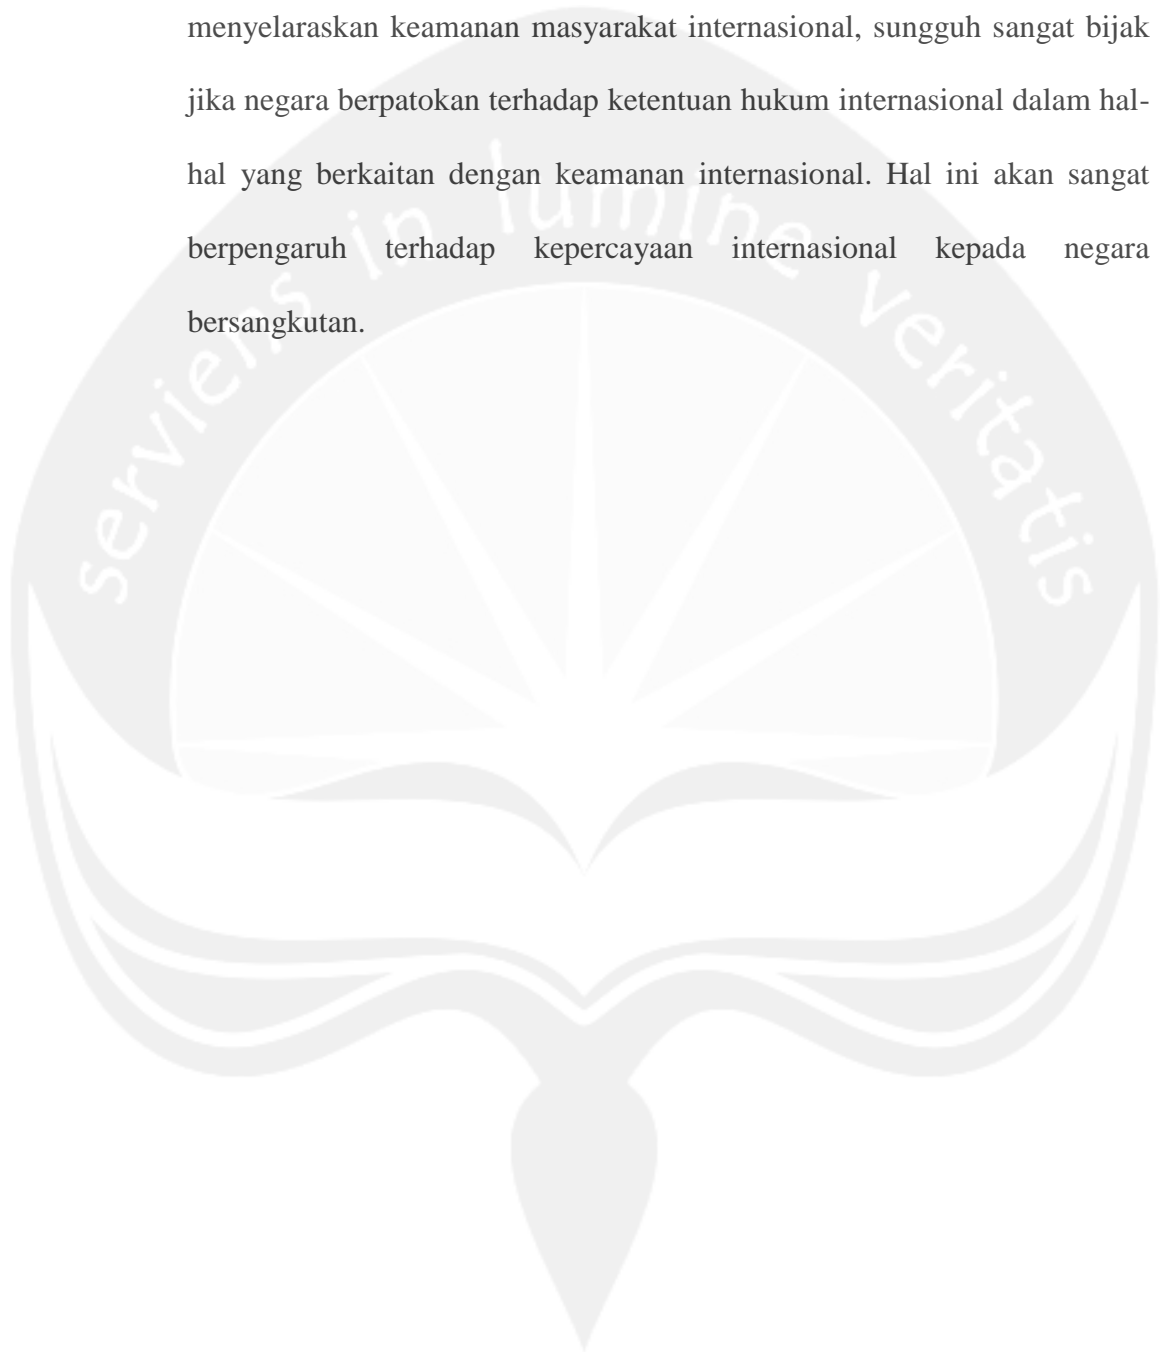 menyelaraskan keamanan masyarakat internasional, sungguh sangat bijak
jika negara berpatokan terhadap ketentuan hukum internasional dalam hal-
hal yang berkaitan dengan keamanan internasional. Hal ini akan sangat
berpengaruh terhadap kepercayaan internasional kepada negara
bersangkutan.
serviens in lumine veritatis